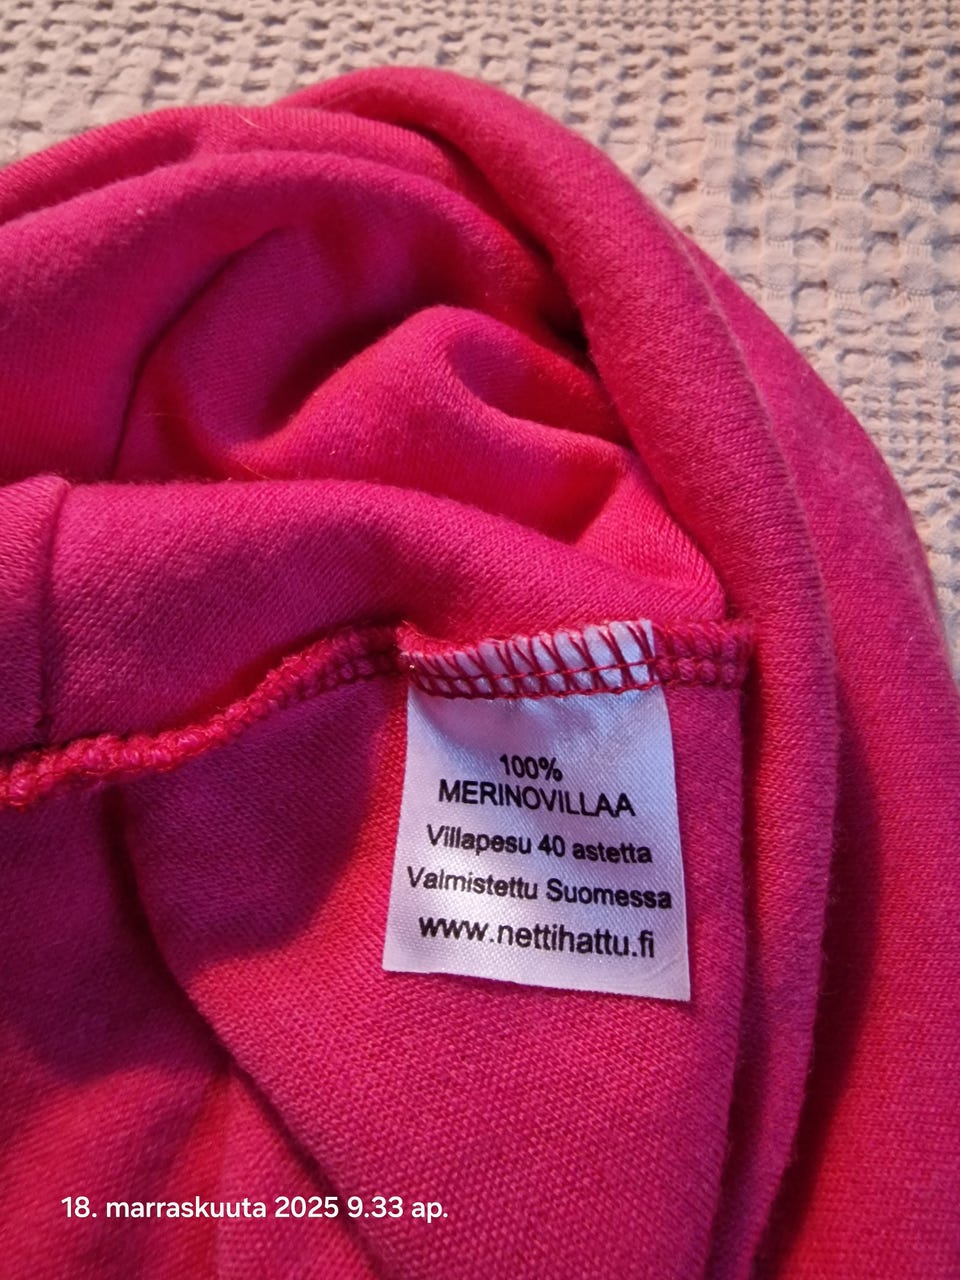 100%
MERINOVILLAA
Villapesu 40 astetta
Valmistettu Suomessa
www.nettihattu.fi
18. marraskuuta 2025 9.33 ap.